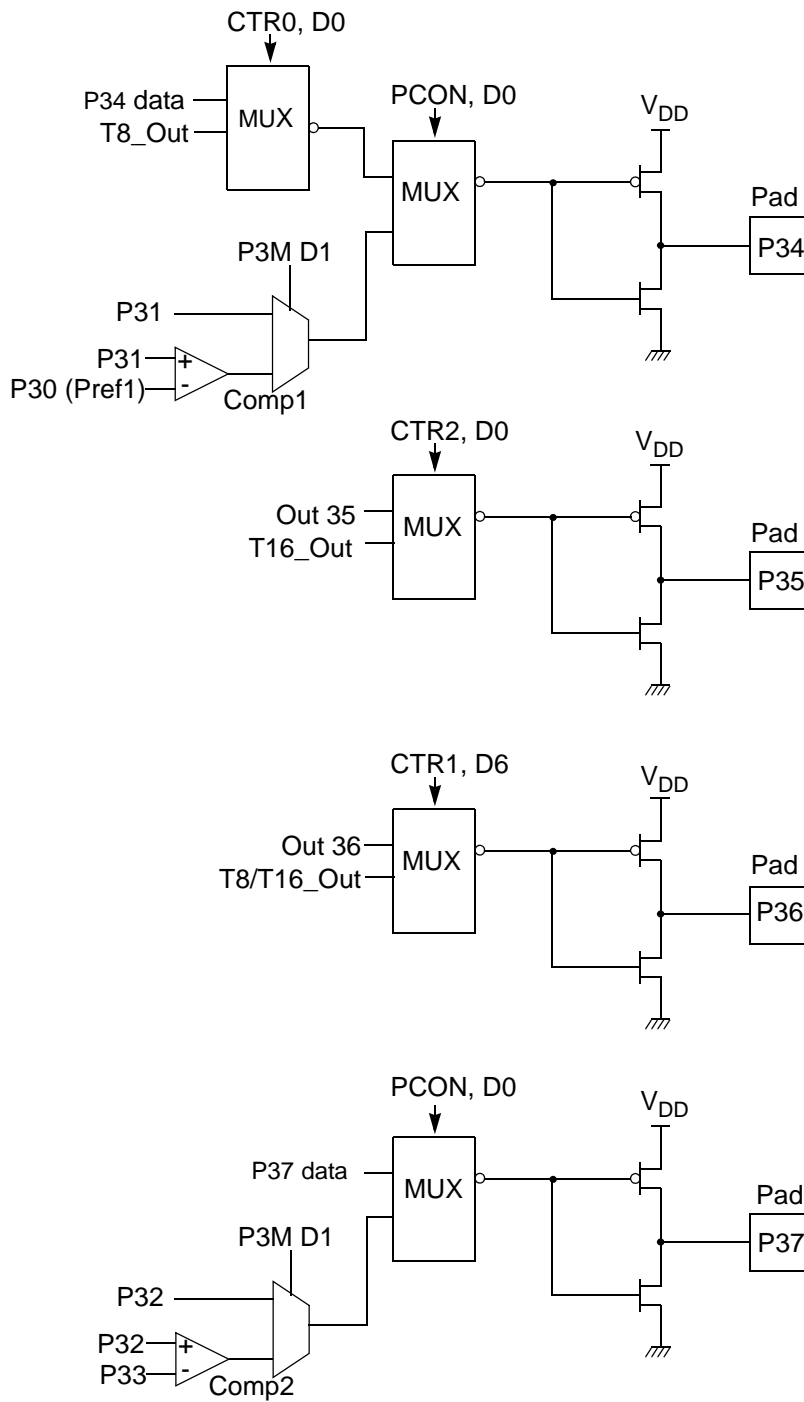 CTR0, D0
P34 data
T8_Out
MUX
PCON, D0
MUX
VDD
Pad
P34
P3M D1
P31
P31
+
P30 (Pref1)
-
Comp1
CTR2, D0
Out 35
T16_Out
MUX
VDD
Pad
P35
CTR1, D6
Out 36
T8/T16_Out
MUX
VDD
Pad
P36
PCON, D0
P37 data
MUX
VDD
Pad
P37
P3M D1
P32
P32
+
P33
-
Comp2